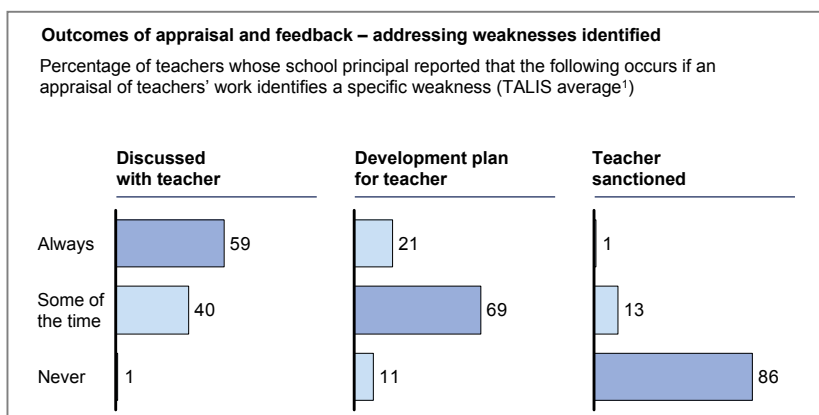 Outcomes of appraisal and feedback – addressing weaknesses identified
Percentage of teachers whose school principal reported that the following occurs if an
appraisal of teachers' work identifies a specific weakness (TALIS average¹)
Discussed
with teacher
Development plan
for teacher
Teacher
sanctioned
Always
59
21
1
Some of
the time
40
69
13
Never
1
11
86